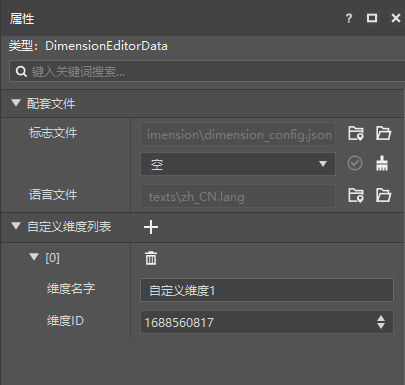 属性
类型: DimensionEditorData
键入关键词搜索...
配套文件
标志文件 imension\dimension_config.json
空
语言文件 texts\zh_CN.lang
自定义维度列表
[0]
维度名字 自定义维度1
维度ID 1688560817